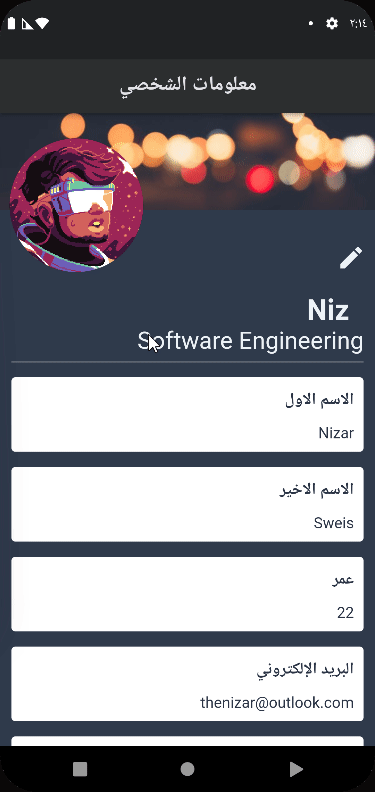 ٢:١٤
معلومات الشخصي
Niz
Software Engineering
الاسم الاول
Nizar
الاسم الاخير
Sweis
عمر
22
البريد الإلكتروني
thenizar@outlook.com